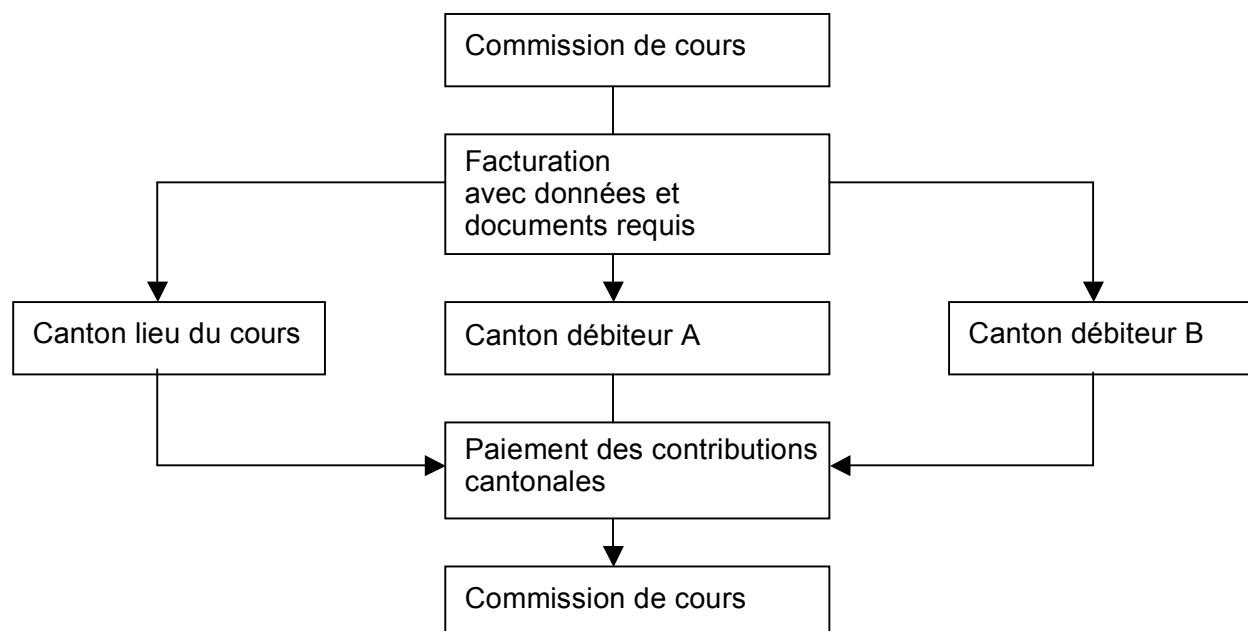 Commission de cours
Facturation
avec données et
documents requis
Canton lieu du cours
Canton débiteur A
Canton débiteur B
Paiement des contributions
cantonales
Commission de cours